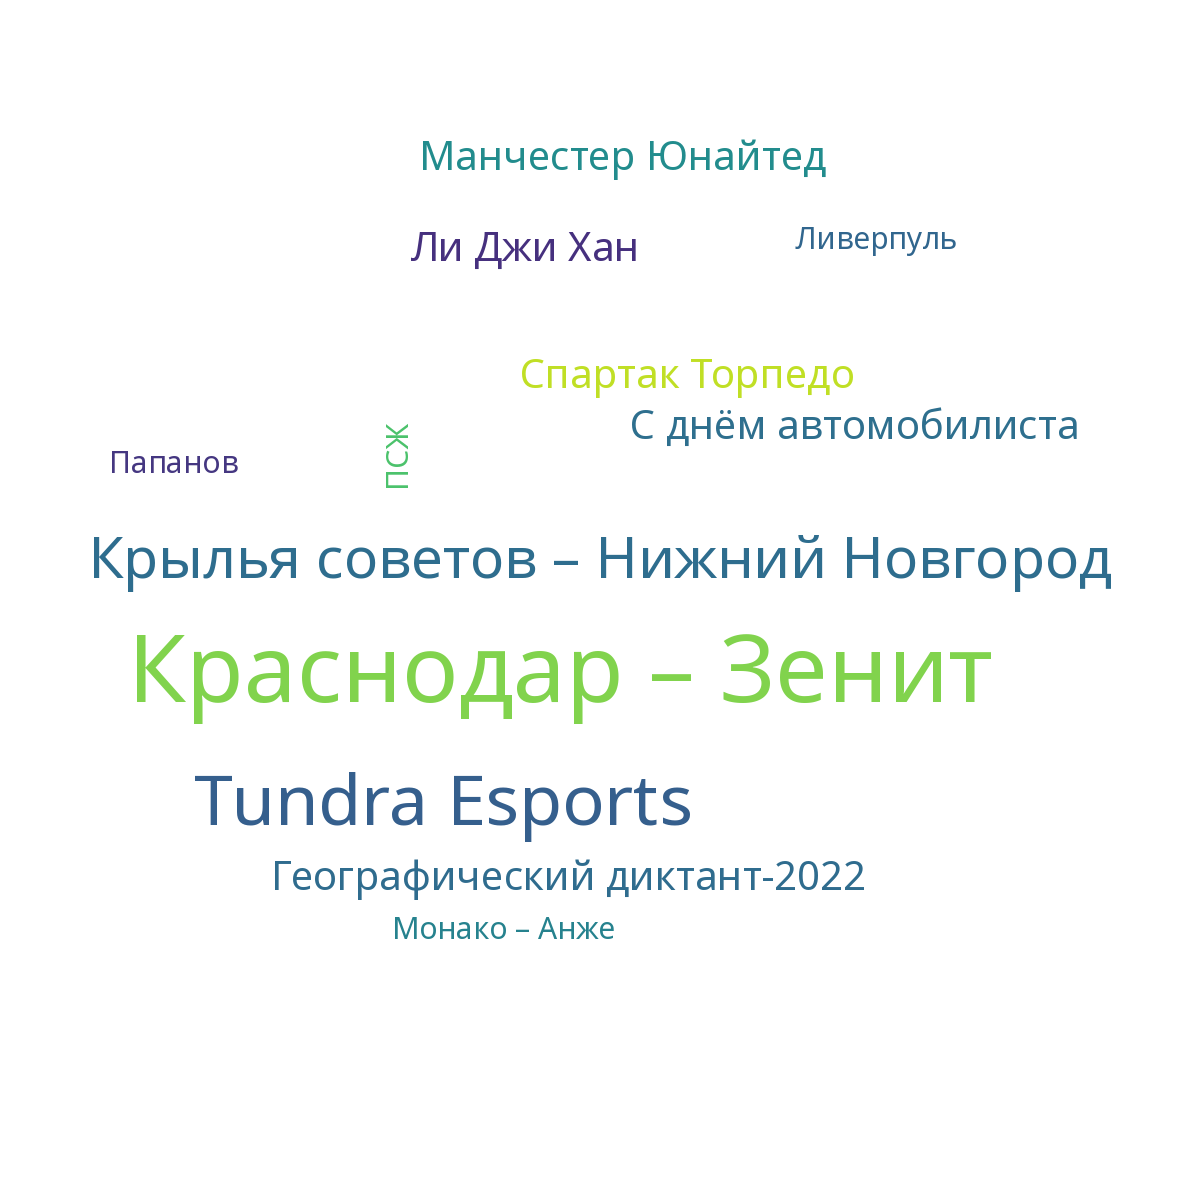 Манчестер Юнайтед
Ли Джи Хан
Ливерпуль
Спартак Торпедо
С днём автомобилиста
Папанов
ПСЖ
Крылья советов – Нижний Новгород
Краснодар – Зенит
Tundra Esports
Географический диктант-2022
Монако – Анже